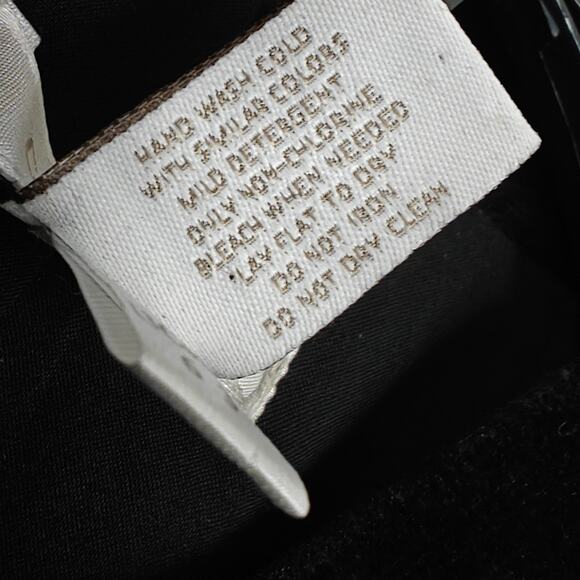 HAND WASH COLD
WITH SIMILAR COLORS
MILD DETERGENT
ONLY NON-CHLORINE
BLEACH WHEN NEEDED
LAY FLAT TO DRY
DO NOT IRON
DO NOT DRY CLEAN